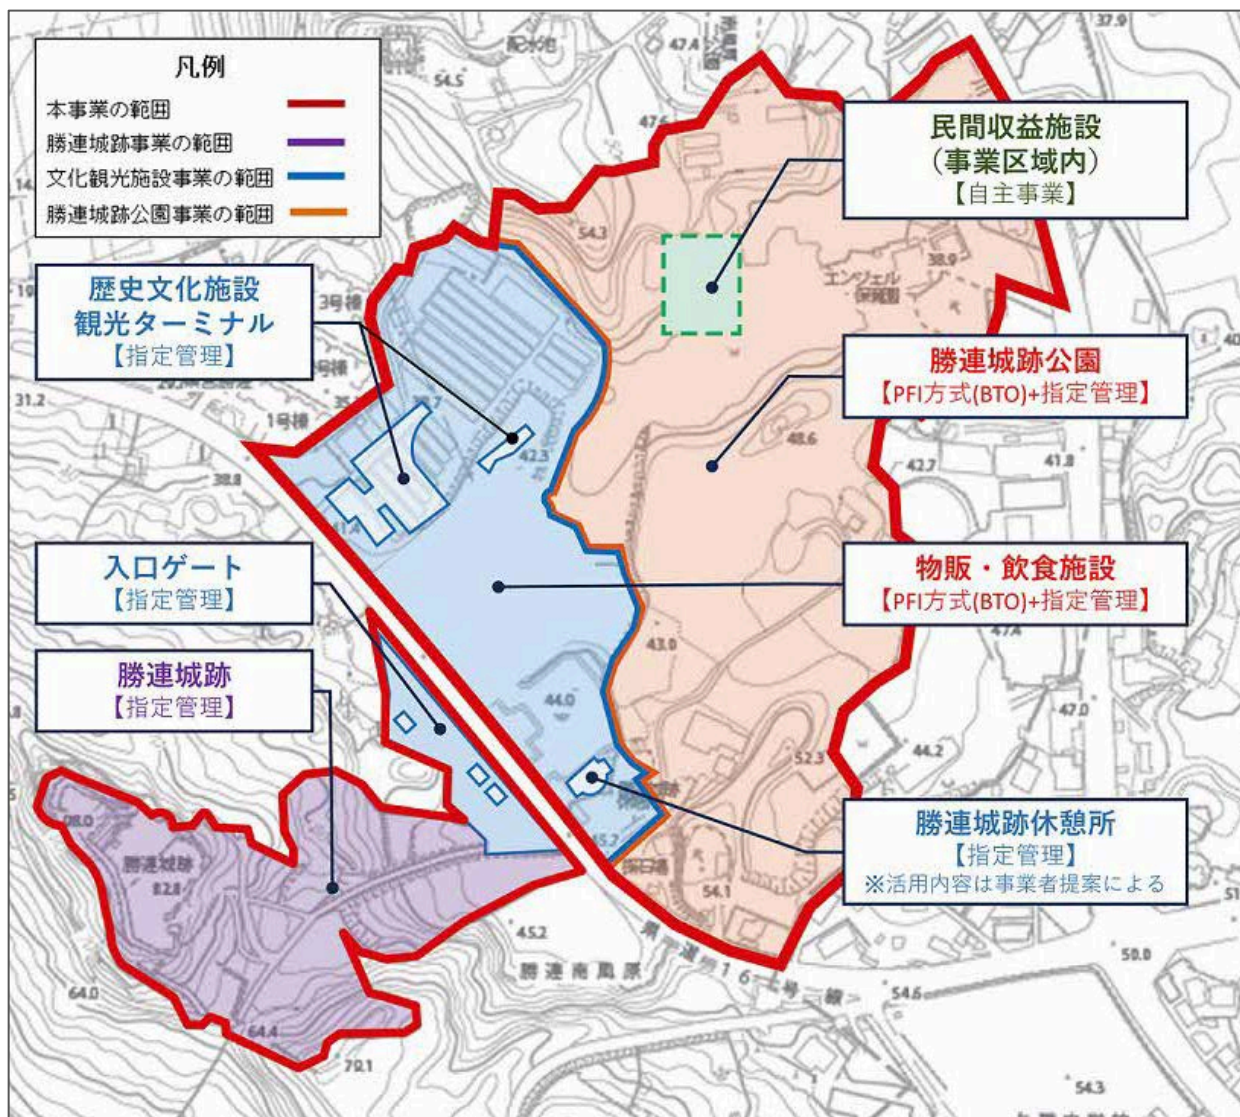 凡例
本事業の範囲
勝連城跡事業の範囲
文化観光施設事業の範囲
勝連城跡公園事業の範囲
歴史文化施設
観光ターミナル
【指定管理】
入口ゲート
【指定管理】
勝連城跡
【指定管理】
民間収益施設
(事業区域内)
【自主事業】
勝連城跡公園
【PFI方式(BTO)+指定管理】
物販・飲食施設
【PFI方式(BTO)+指定管理】
勝連城跡休憩所
【指定管理】
※活用内容は事業者提案による
配水池
54.5
47.4
37.9
47.6
54.3
エンジェル
保育園
38.9
3号棟
1号棟
31.2
38.8
42.3
41.4
48.6
42.7
41.8
43.0
47.4
44.0
47.0
44.2
52.3
45.2
54.1
勝連城跡
45.2
勝連南風原
64.0
64.4
70.1
50.0
54.6
54.3